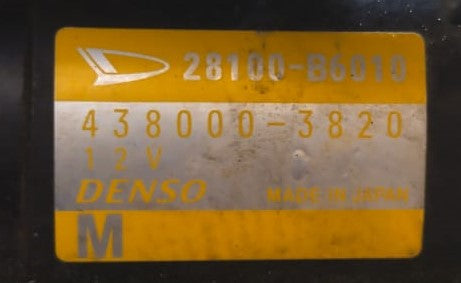 28100-B6010
438000-3820
12V
DENSO MADE IN JAPAN
M